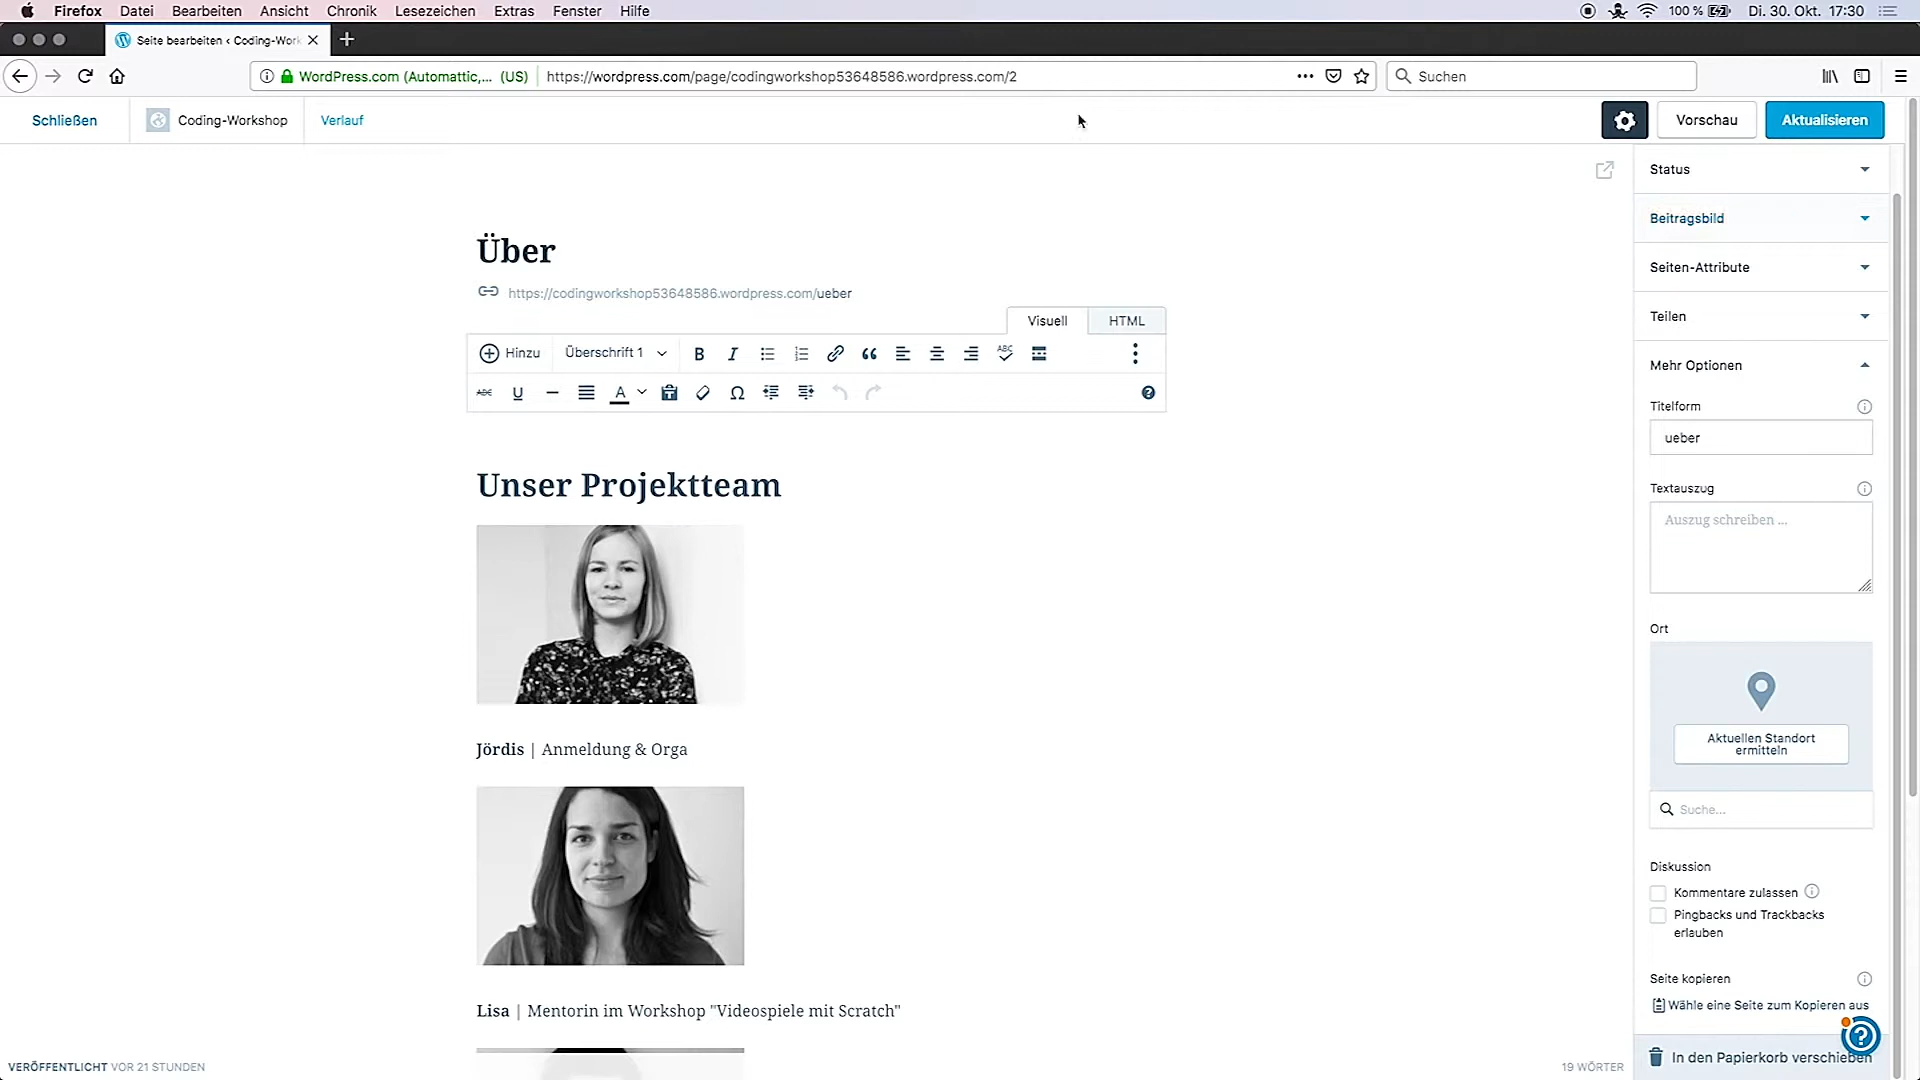 Firefox Datei Bearbeiten Ansicht Chronik Lesezeichen Extras Fenster Hilfe 100 % Di. 30. Okt. 17:30
Seite bearbeiten ‹ Coding-Work
WordPress.com (Automattic,... (US) https://wordpress.com/page/codingworkshop53648586.wordpress.com/2 Suchen
Schließen Coding-Workshop Verlauf Vorschau Aktualisieren
Status
Beitragsbild
Seiten-Attribute
Teilen
Mehr Optionen
Titelform
ueber
Textauszug
Auszug schreiben ...
Ort
Aktuellen Standort
ermitteln
Suche...
Diskussion
Kommentare zulassen
Pingbacks und Trackbacks
erlauben
Seite kopieren
Wähle eine Seite zum Kopieren aus
In den Papierkorb verschieben
Über
https://codingworkshop53648586.wordpress.com/ueber
Visuell HTML
Hinzu Überschrift 1 B I ABC
ABC U A Ω
Unser Projektteam
Jördis | Anmeldung & Orga
Lisa | Mentorin im Workshop "Videospiele mit Scratch"
VERÖFFENTLICHT VOR 21 STUNDEN 19 WÖRTER